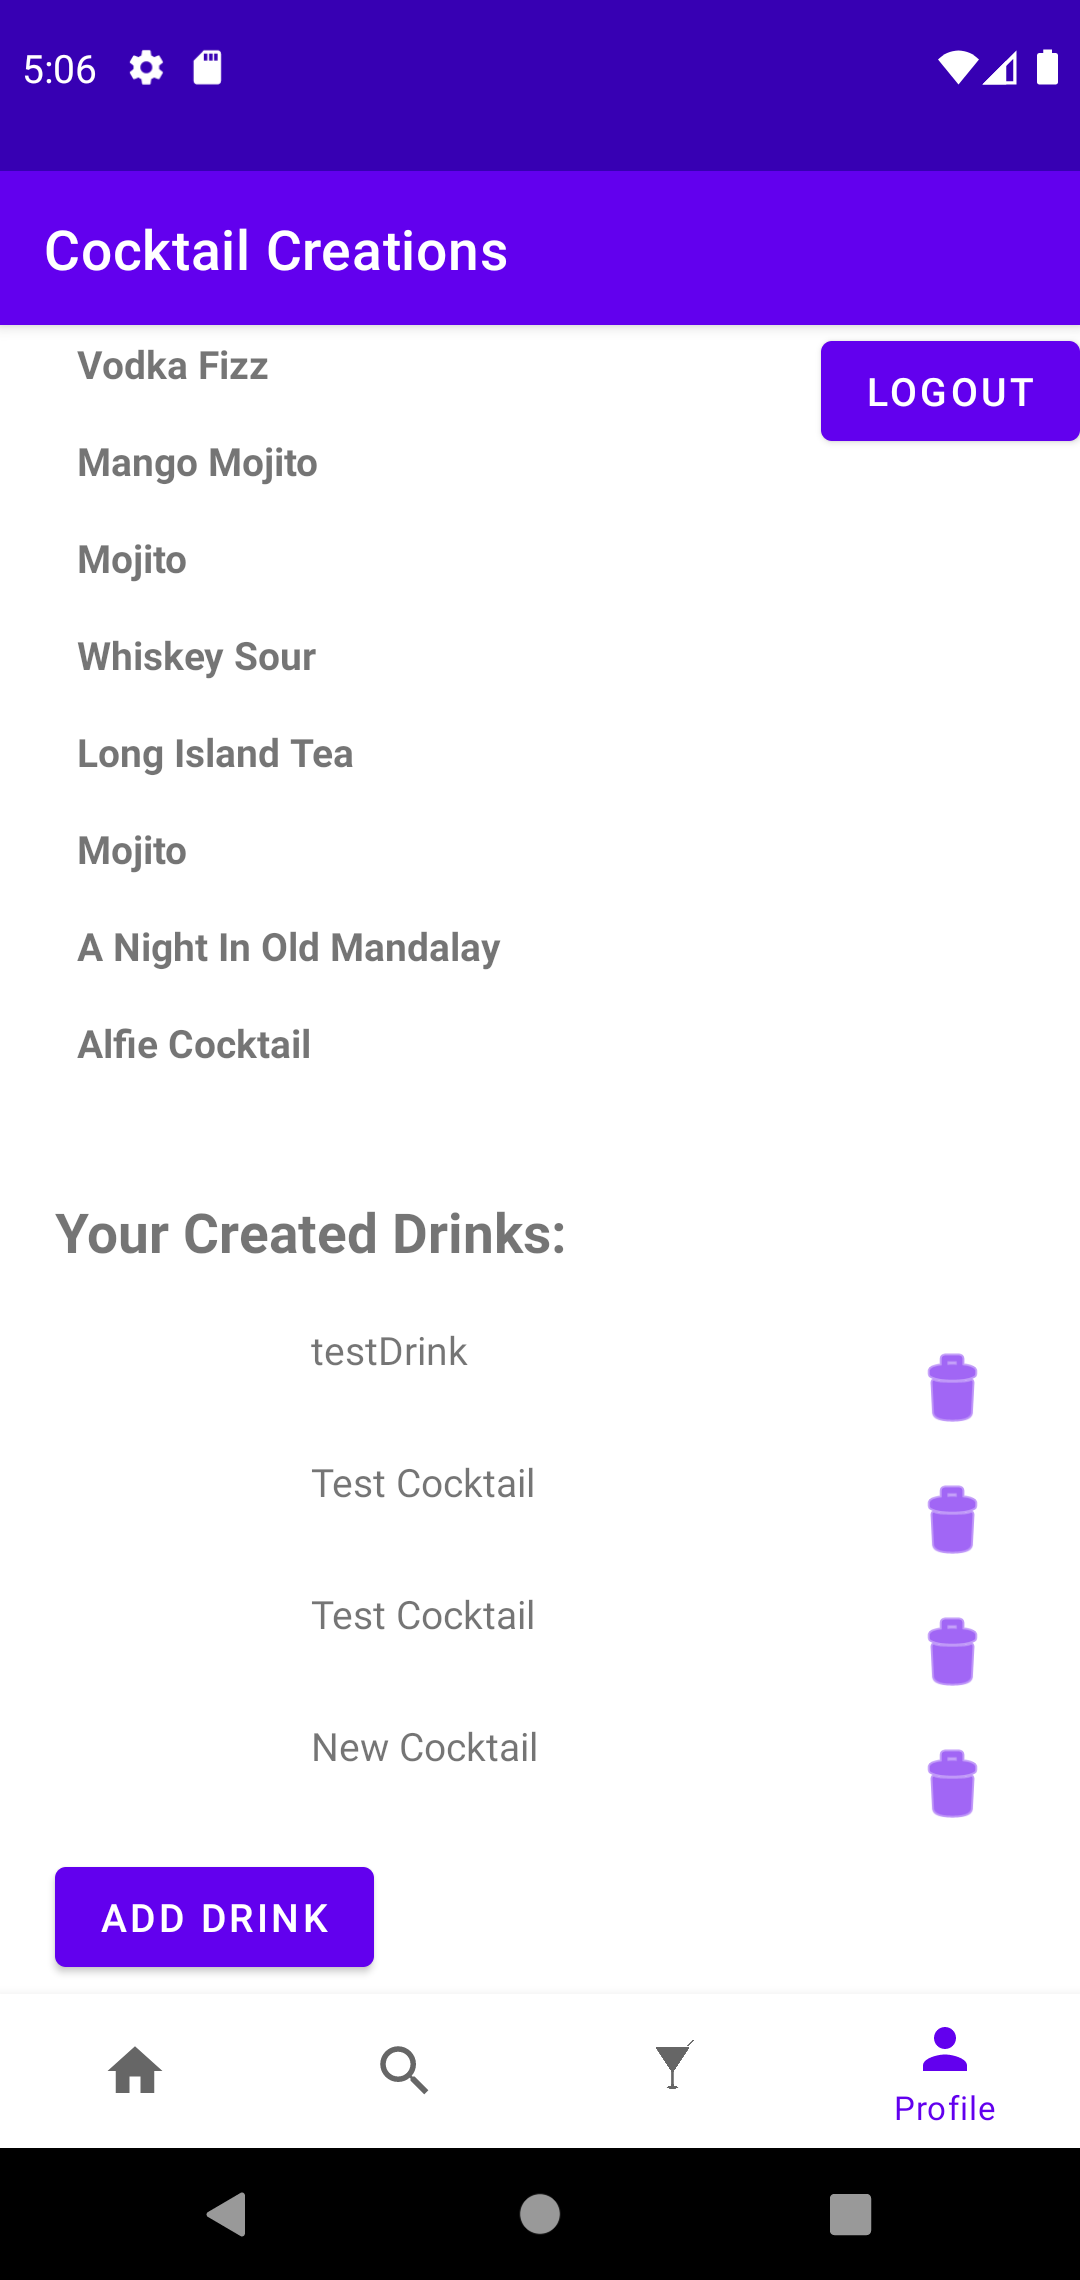 5:06
Cocktail Creations
Vodka Fizz
LOGOUT
Mango Mojito
Mojito
Whiskey Sour
Long Island Tea
Mojito
A Night In Old Mandalay
Alfie Cocktail
Your Created Drinks:
testDrink
Test Cocktail
Test Cocktail
New Cocktail
ADD DRINK
Profile